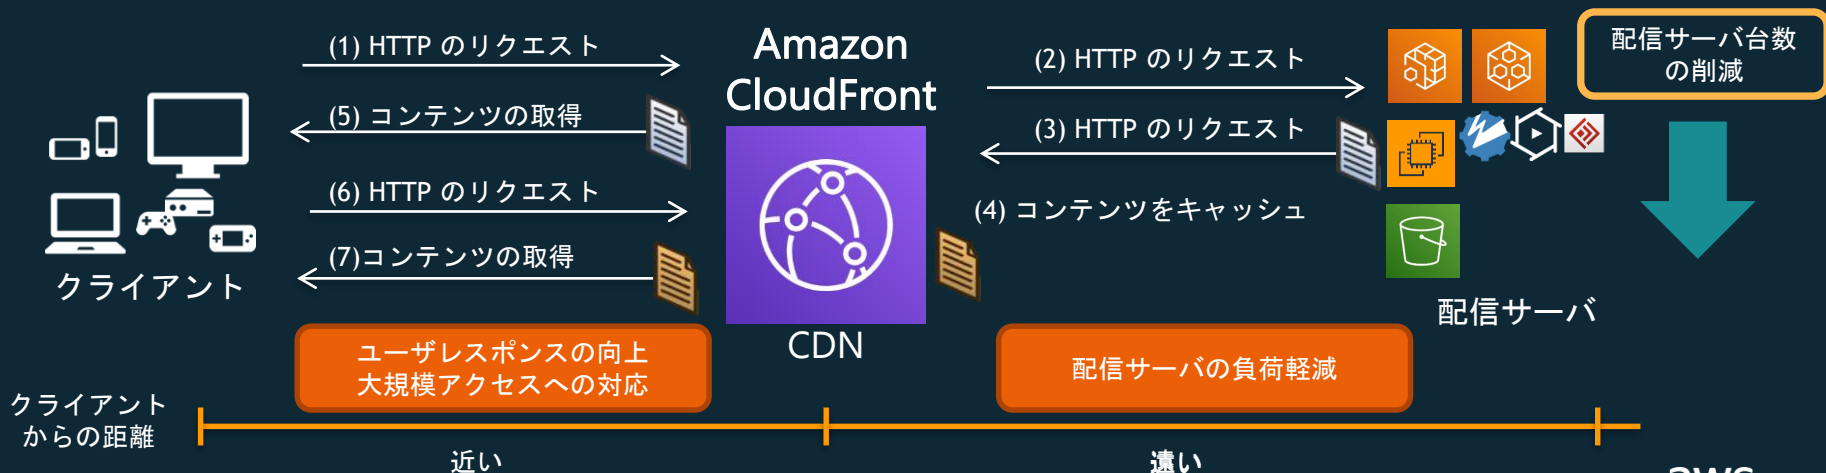 (1) HTTP のリクエスト
Amazon
CloudFront
(2) HTTP のリクエスト
配信サーバ台数
の削減
(5) コンテンツの取得
(3) HTTP のリクエスト
(6) HTTP のリクエスト
(4) コンテンツをキャッシュ
(7)コンテンツの取得
クライアント
配信サーバ
CDN
ユーザレスポンスの向上
大規模アクセスへの対応
配信サーバの負荷軽減
クライアント
からの距離
近い
遠い
aws